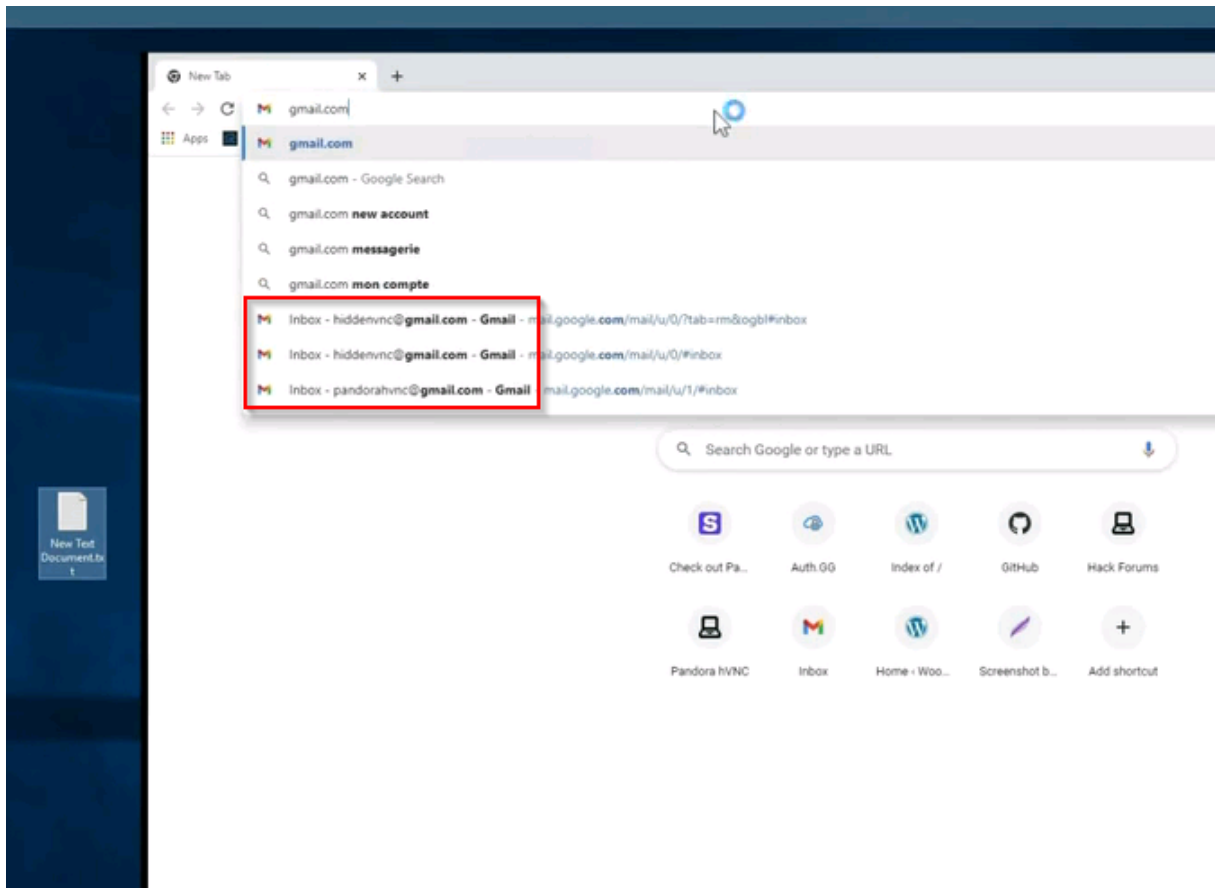 New Tab
gmail.com
Apps
gmail.com
gmail.com - Google Search
gmail.com new account
gmail.com messagerie
gmail.com mon compte
Inbox - hiddenvnc@gmail.com - Gmail - mail.google.com/mail/u/0/?tab=rm&ogbl#inbox
Inbox - hiddenvnc@gmail.com - Gmail - mail.google.com/mail/u/0/#inbox
Inbox - pandorahvnc@gmail.com - Gmail - mail.google.com/mail/u/1/#inbox
Search Google or type a URL
New Text
Document.tx
t
Check out Pa... Auth.GG Index of / GitHub Hack Forums
Pandora hVNC Inbox Home ‹ Woo... Screenshot b... Add shortcut